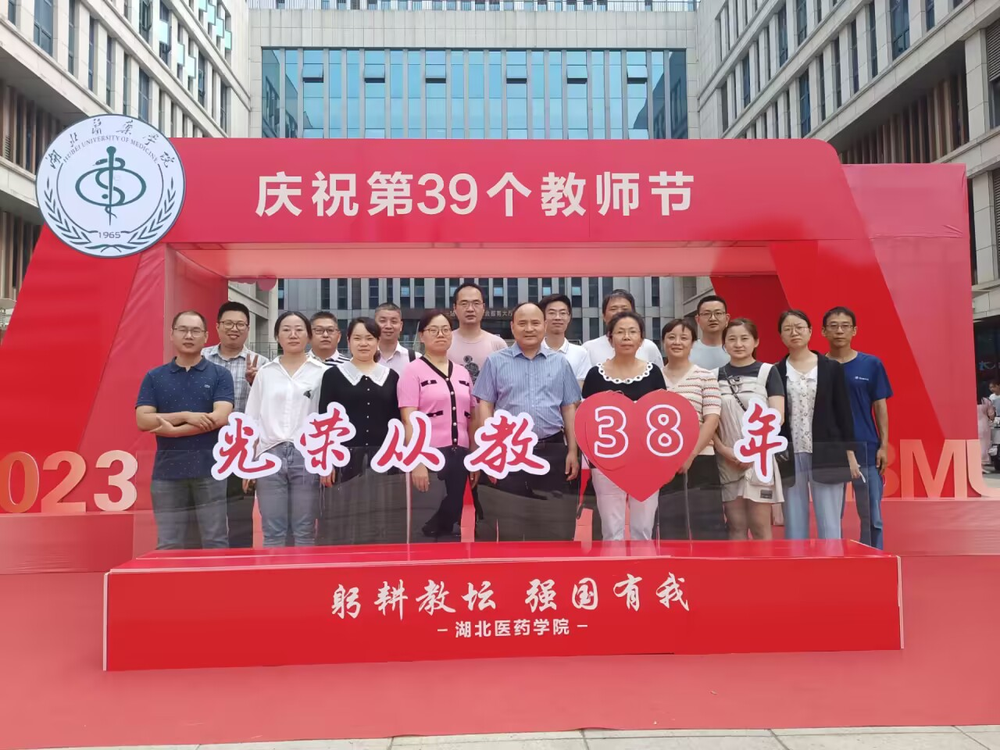 湖北医药学院
HUBEI UNIVERSITY OF MEDICINE
1965
庆祝第39个教师节
光荣从教38年
023
BMU
躬耕教坛 强国有我
- 湖北医药学院 -